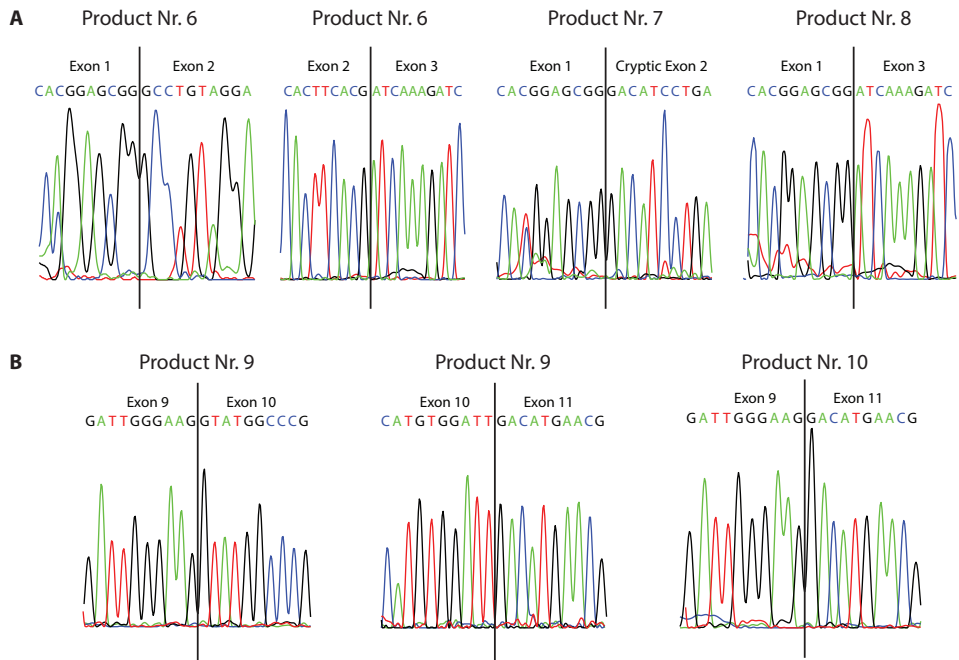 A Product Nr. 6 Product Nr. 6 Product Nr. 7 Product Nr. 8
Exon 1 Exon 2 Exon 2 Exon 3 Exon 1 Cryptic Exon 2 Exon 1 Exon 3
CACGGAGCGGGCCTGTAGGA CACTTCACGATCAAAGATC CACGGAGCGGGACATCCTGA CACGGAGCGGATCAAAGATC
B Product Nr. 9 Product Nr. 9 Product Nr. 10
Exon 9 Exon 10 Exon 10 Exon 11 Exon 9 Exon 11
GATTGGGAAGGTATGGCCCG CATGTGGATTGACATGAACG GATTGGGAAGGACATGAACG